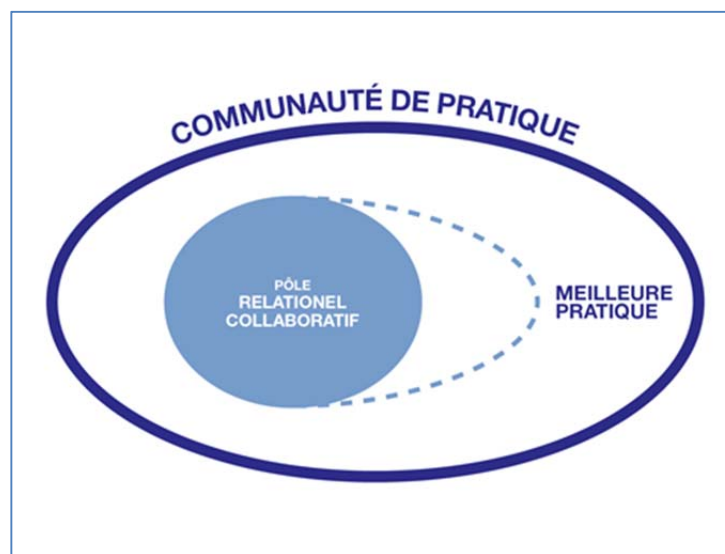 COMMUNAUTÉ DE PRATIQUE
PÔLE
RELATIONEL
COLLABORATIF
MEILLEURE
PRATIQUE